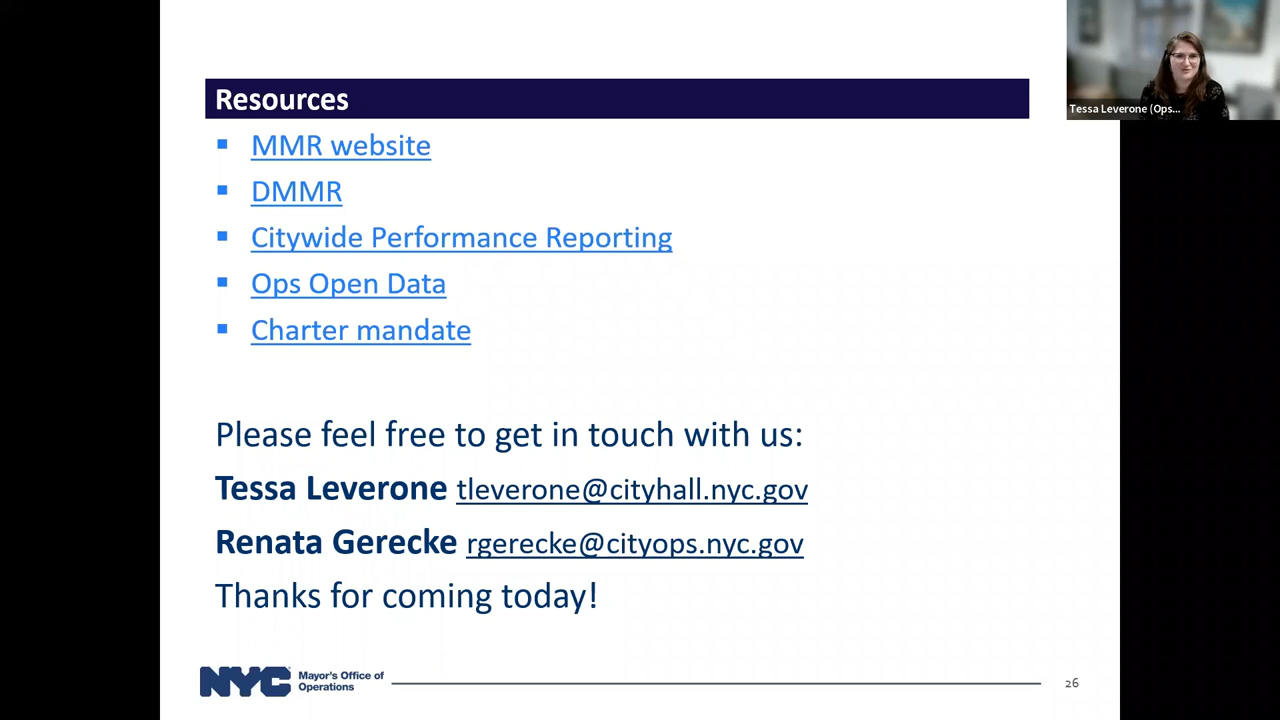 Resources
▪ MMR website
▪ DMMR
▪ Citywide Performance Reporting
▪ Ops Open Data
▪ Charter mandate
Please feel free to get in touch with us:
Tessa Leverone tleverone@cityhall.nyc.gov
Renata Gerecke rgerecke@cityops.nyc.gov
Thanks for coming today!
NYC Mayor's Office of
Operations
26
Tessa Leverone (Ops...